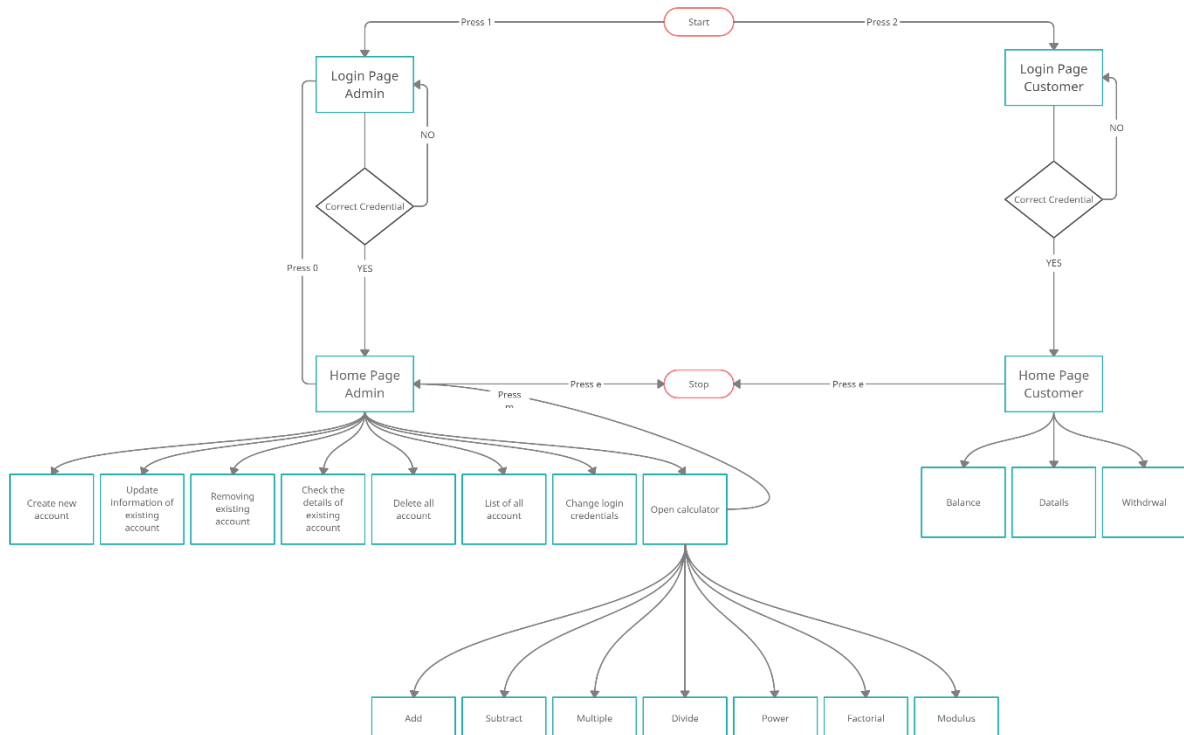 Press 1
Start
Press 2
Login Page
Admin
Login Page
Customer
NO
NO
Correct Credential
Correct Credential
Press 0
YES
YES
Home Page
Admin
Press e
Stop
Press e
Home Page
Customer
Press
m
Create new
account
Update
information of
existing
account
Removing
existing
account
Check the
details of
existing
account
Delete all
account
List of all
account
Change login
credentials
Open calculator
Balance
Datails
Withdrwal
Add
Subtract
Multiple
Divide
Power
Factorial
Modulus